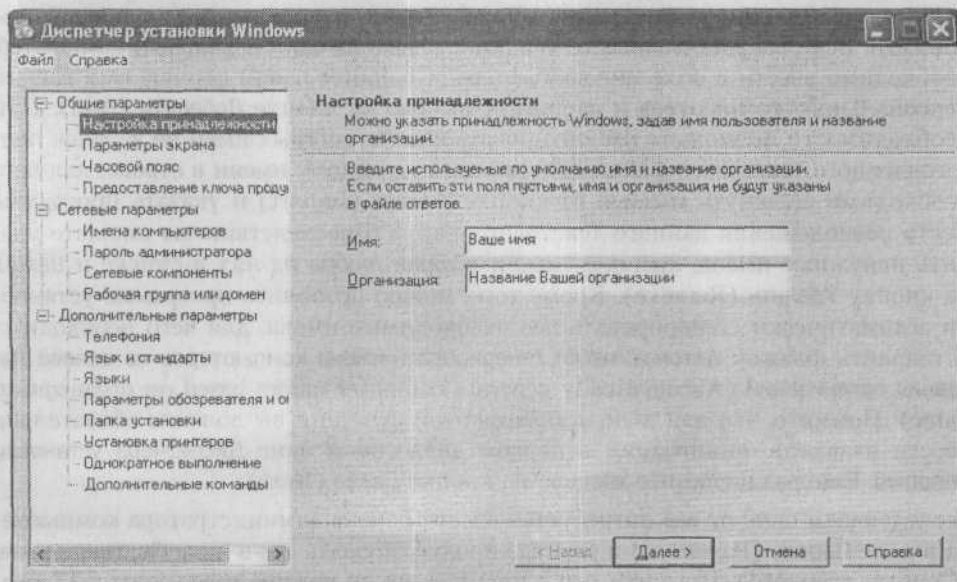 Диспетчер установки Windows
Файл Справка
Общие параметры
Настройка принадлежности
Параметры экрана
Часовой пояс
Предоставление ключа проду
Сетевые параметры
Имена компьютеров
Пароль администратора
Сетевые компоненты
Рабочая группа или домен
Дополнительные параметры
Телефония
Язык и стандарты
Языки
Параметры обозревателя и о
Папка установки
Установка принтеров
Однократное выполнение
Дополнительные команды
Настройка принадлежности
Можно указать принадлежность Windows, задав имя пользователя и название
организации.
Введите используемые по умолчанию имя и название организации.
Если оставить эти поля пустыми, имя и организация не будут указаны
в файле ответов.
Имя: Ваше имя
Организация: Название Вашей организации
< Назад Далее > Отмена Справка